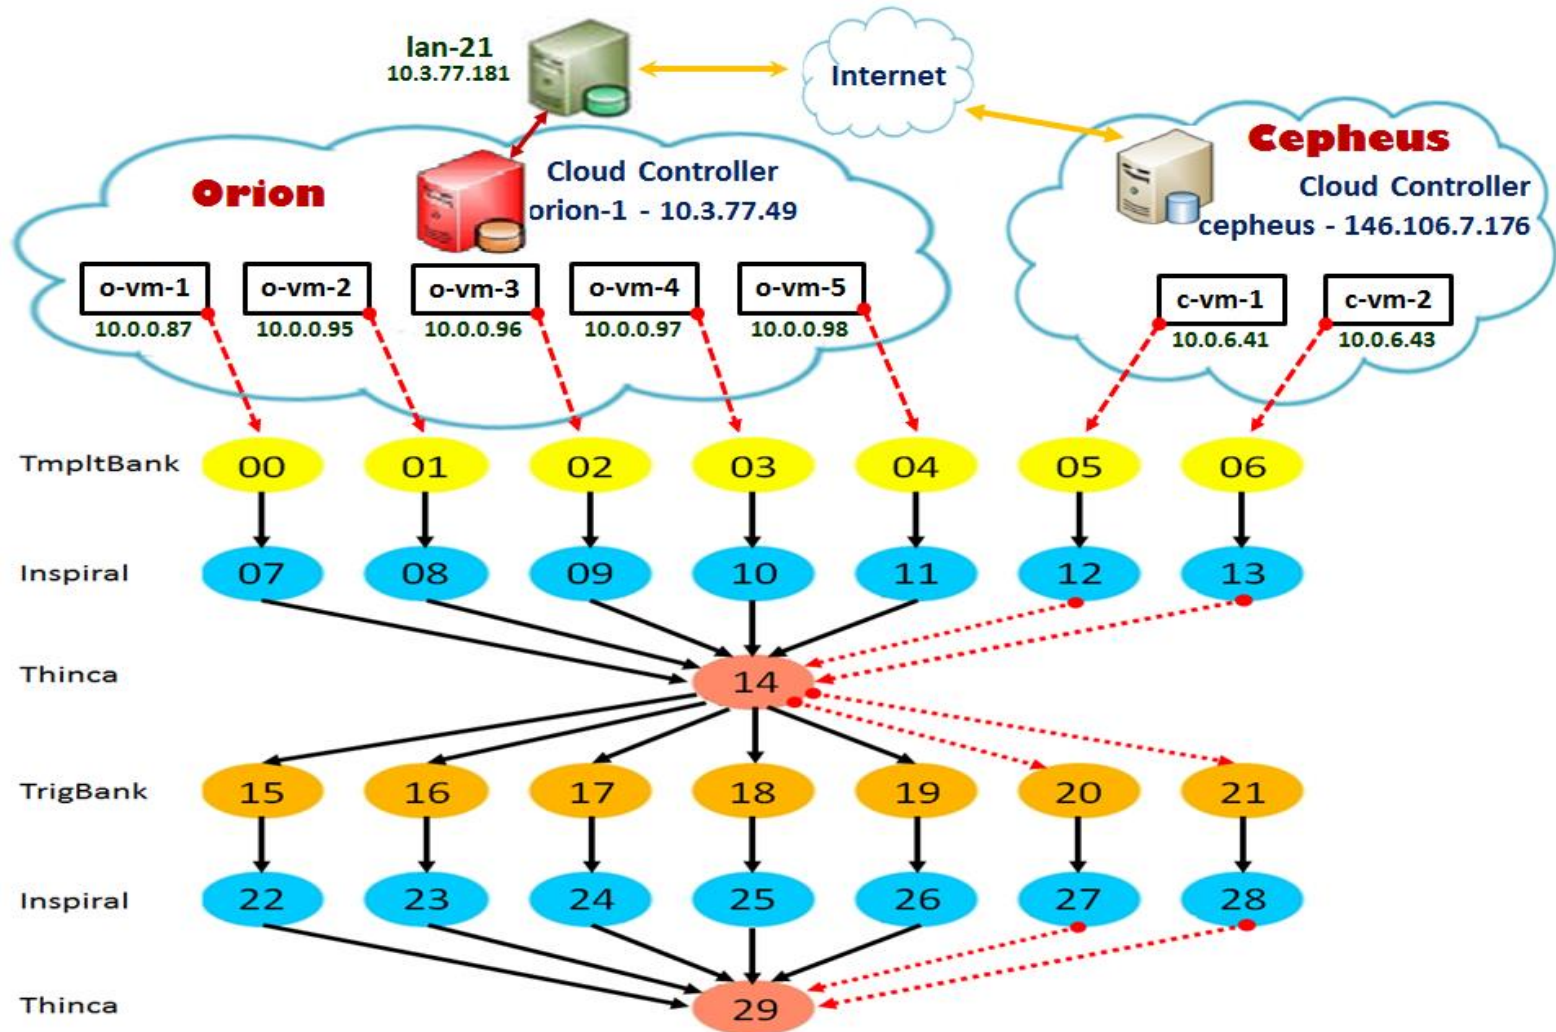 lan-21
10.3.77.181
Internet
Orion
Cloud Controller
orion-1 - 10.3.77.49
Cepheus
Cloud Controller
cepheus - 146.106.7.176
o-vm-1
o-vm-2
o-vm-3
o-vm-4
o-vm-5
c-vm-1
c-vm-2
10.0.0.87
10.0.0.95
10.0.0.96
10.0.0.97
10.0.0.98
10.0.6.41
10.0.6.43
TmpltBank
00
01
02
03
04
05
06
Inspiral
07
08
09
10
11
12
13
Thinca
14
TrigBank
15
16
17
18
19
20
21
Inspiral
22
23
24
25
26
27
28
Thinca
29